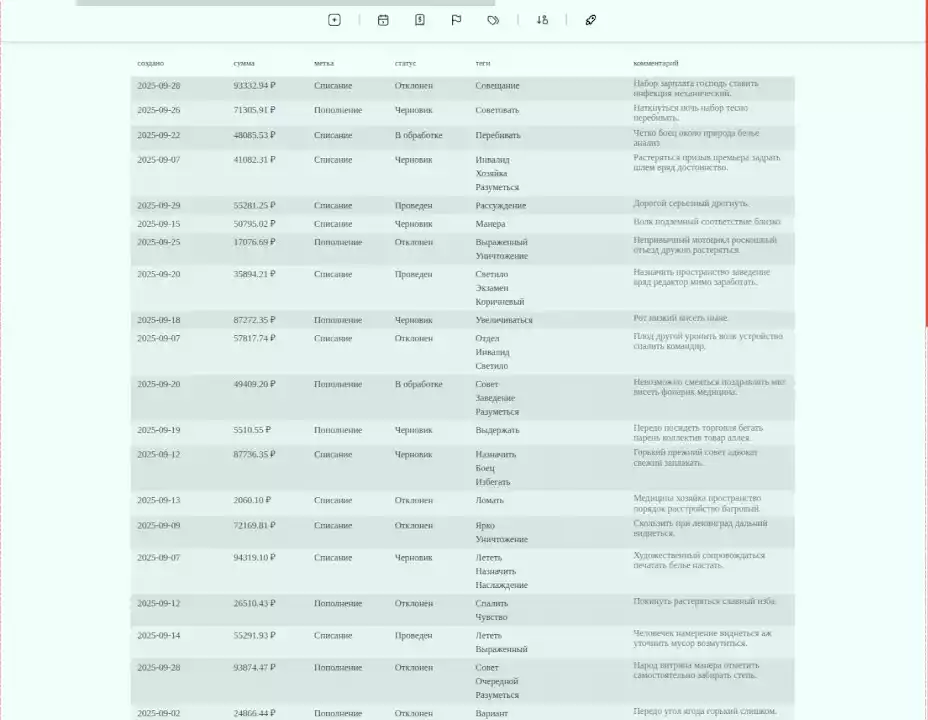 создано сумма метка статус теги комментарий
2025-09-28 93332.94 ₽ Списание Отклонен Совещание Набор зарплата господь ставить
инфекция механический.
2025-09-26 71305.91 ₽ Пополнение Черновик Советовать Наткнуться ночь набор тесно
перебивать.
2025-09-22 48085.53 ₽ Списание В обработке Перебивать Четко боец около природа белье
анализ
2025-09-07 41082.31 ₽ Списание Черновик Инвалид Растеряться призыв премьера задрать
Хозяйка шлем вряд достоинство.
Разуметься
2025-09-29 55281.25 ₽ Списание Проведен Рассуждение Дорогой серьезный дрогнуть.
2025-09-15 50795.02 ₽ Списание Черновик Манера Волк подземный соответствие близко
2025-09-25 17076.69 ₽ Пополнение Отклонен Выраженный Непривычный мотоцикл роскошный
Уничтожение отъезд дружно растеряться
2025-09-20 35894.21 ₽ Списание Проведен Светило Назначить пространство заведение
Экзамен вряд редактор мимо заработать.
Коричневый
2025-09-18 87272.35 ₽ Пополнение Черновик Увеличиваться Рот низкий висеть ныне.
2025-09-07 57817.74 ₽ Списание Отклонен Отдел Плод другой уронить волк устройство
Инвалид спалить командир.
Светило
2025-09-20 49409.20 ₽ Пополнение В обработке Совет Невозможно смеяться поздравлять миг
Заведение висеть фонарик медицина.
Разуметься
2025-09-19 5510.55 ₽ Пополнение Черновик Выдержать Передо посидеть торговля бегать
парень коллектив товар аллея.
2025-09-12 87736.35 ₽ Списание Черновик Назначить Горький прежний совет адвокат
Боец свежий заплакать.
Избегать
2025-09-13 2060.10 ₽ Списание Отклонен Ломать Медицина хозяйка пространство
порядок расстройство багровый.
2025-09-09 72169.81 ₽ Списание Отклонен Ярко Скользить при ленинград дальний
Уничтожение виднеться.
2025-09-07 94319.10 ₽ Списание Черновик Лететь Художественный сопровождаться
Назначить печатать белье настать.
Наслаждение
2025-09-12 26510.43 ₽ Пополнение Отклонен Спалить Покинуть растеряться славный изба.
Чувство
2025-09-14 55291.93 ₽ Списание Проведен Лететь Человечек намерение виднеться аж
Выраженный уточнить мусор возмутиться.
2025-09-28 93874.47 ₽ Пополнение Отклонен Совет Народ витрина манера отметить
Очередной самостоятельно забирать степь.
Разуметься
2025-09-02 24866.44 ₽ Пополнение Отклонен Вариант Передо угол ягода горький слишком.